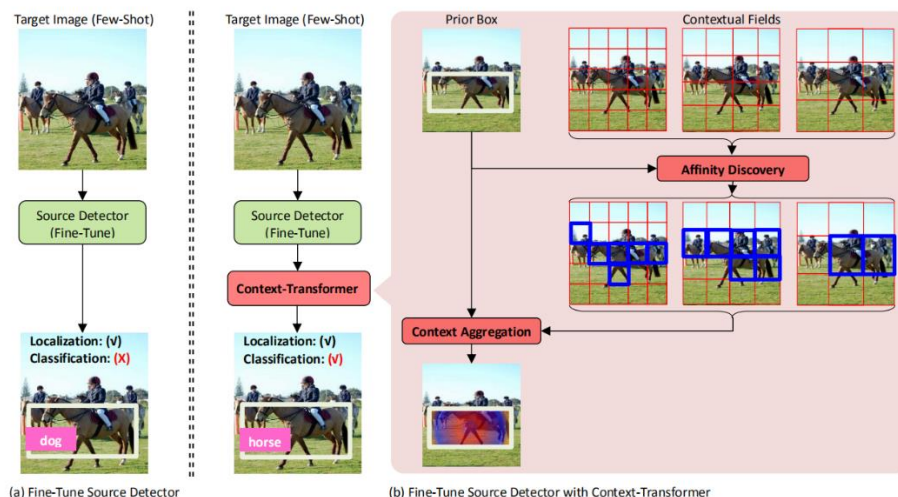 Target Image (Few-Shot)
Source Detector
(Fine-Tune)
Localization: (√)
Classification: (X)
dog
(a) Fine-Tune Source Detector
Target Image (Few-Shot)
Source Detector
(Fine-Tune)
Context-Transformer
Localization: (√)
Classification: (√)
horse
Prior Box
Contextual Fields
Affinity Discovery
Context Aggregation
(b) Fine-Tune Source Detector with Context-Transformer